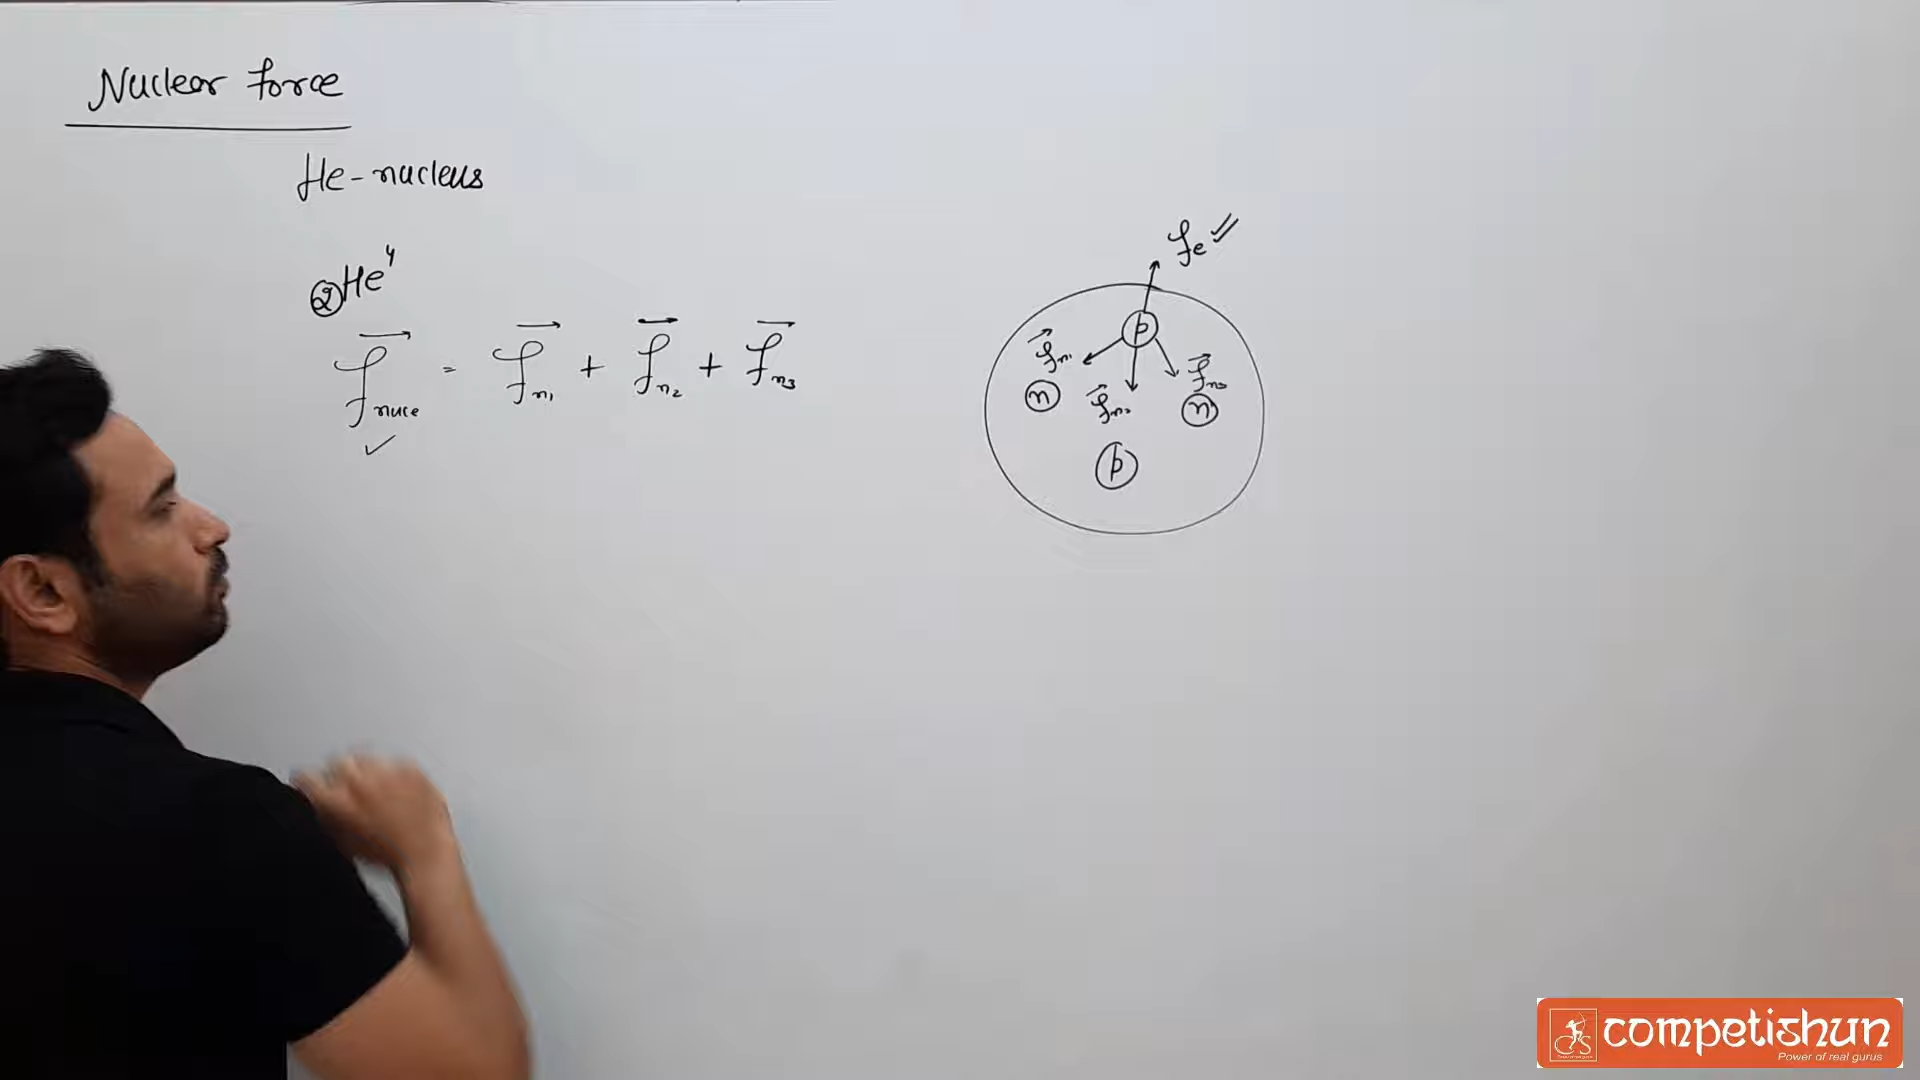 Nuclear force
He-nucleus
₂He⁴
F⃗nuce = F⃗n₁ + F⃗n₂ + F⃗n₃
Fe
p
F⃗n₁
F⃗n₃
n
F⃗n₂
n
p
competishun
Power of real gurus